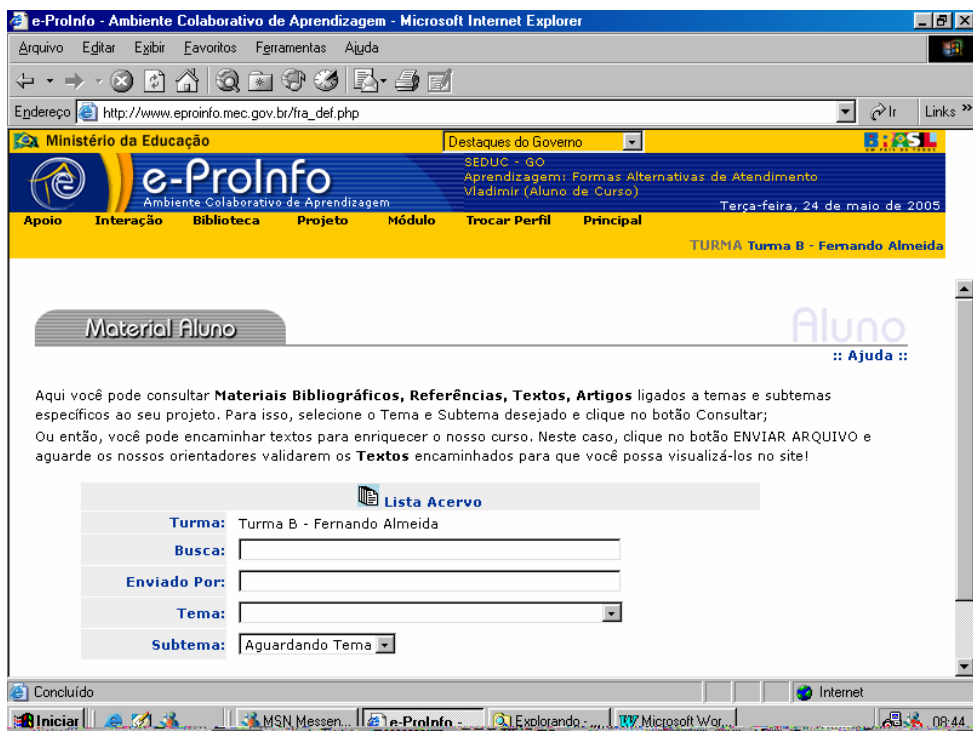 e-ProInfo - Ambiente Colaborativo de Aprendizagem - Microsoft Internet Explorer
Arquivo Editar Exibir Favoritos Ferramentas Ajuda
Endereço http://www.eproinfo.mec.gov.br/fra_def.php Ir Links »
Ministério da Educação Destaques do Governo BRASIL
UM PAÍS DE TODOS
e-ProInfo
Ambiente Colaborativo de Aprendizagem
SEDUC - GO
Aprendizagem: Formas Alternativas de Atendimento
Vladimir (Aluno de Curso)
Terça-feira, 24 de maio de 2005
Apoio Interação Biblioteca Projeto Módulo Trocar Perfil Principal
TURMA Turma B - Fernando Almeida
Material Aluno Aluno
:: Ajuda ::
Aqui você pode consultar Materiais Bibliográficos, Referências, Textos, Artigos ligados a temas e subtemas
específicos ao seu projeto. Para isso, selecione o Tema e Subtema desejado e clique no botão Consultar;
Ou então, você pode encaminhar textos para enriquecer o nosso curso. Neste caso, clique no botão ENVIAR ARQUIVO e
aguarde os nossos orientadores validarem os Textos encaminhados para que você possa visualizá-los no site!
Lista Acervo
Turma: Turma B - Fernando Almeida
Busca:
Enviado Por:
Tema:
Subtema: Aguardando Tema
Concluído Internet
Iniciar MSN Messen... e-ProInfo - ... Explorando - ... Microsoft Wor... 08:44